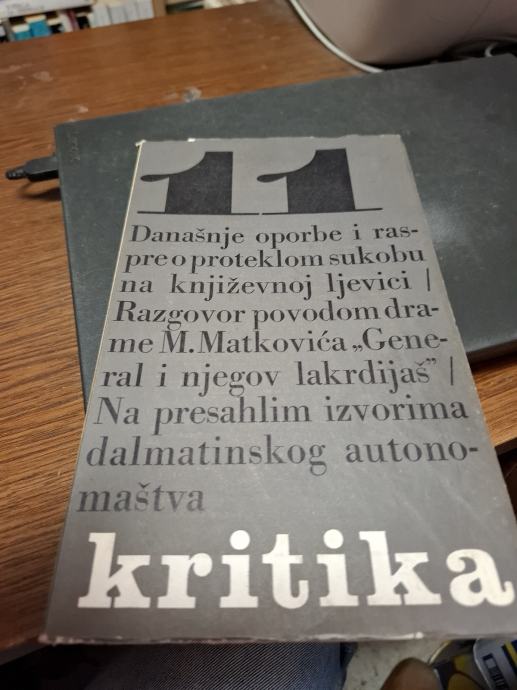 11
Današnje oporbe i ras-
pre o proteklom sukobu
na književnoj ljevici /
Razgovor povodom dra-
me M. Matkovića „Gene-
ral i njegov lakrdijaš” /
Na presahlim izvorima
dalmatinskog autono-
maštva
kritika